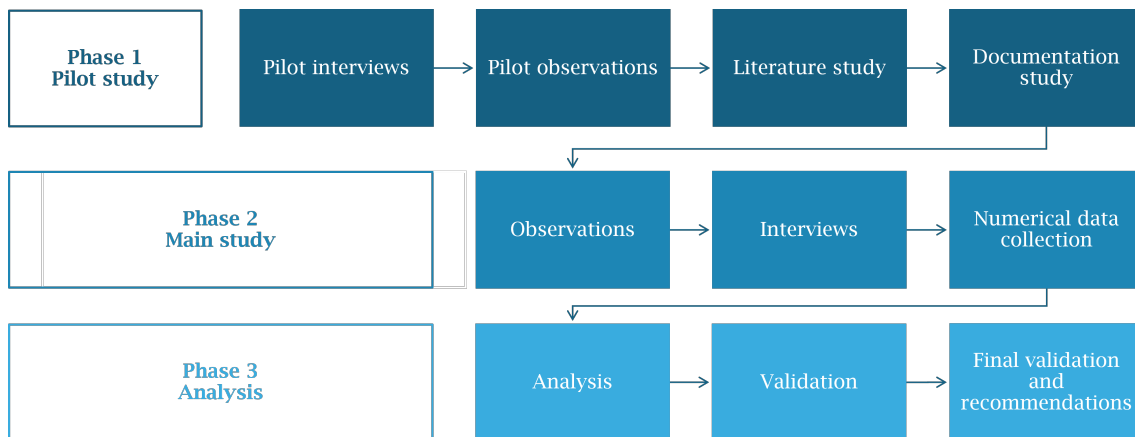 Phase 1
Pilot study
Pilot interviews
Pilot observations
Literature study
Documentation
study
Phase 2
Main study
Observations
Interviews
Numerical data
collection
Phase 3
Analysis
Analysis
Validation
Final validation
and
recommendations